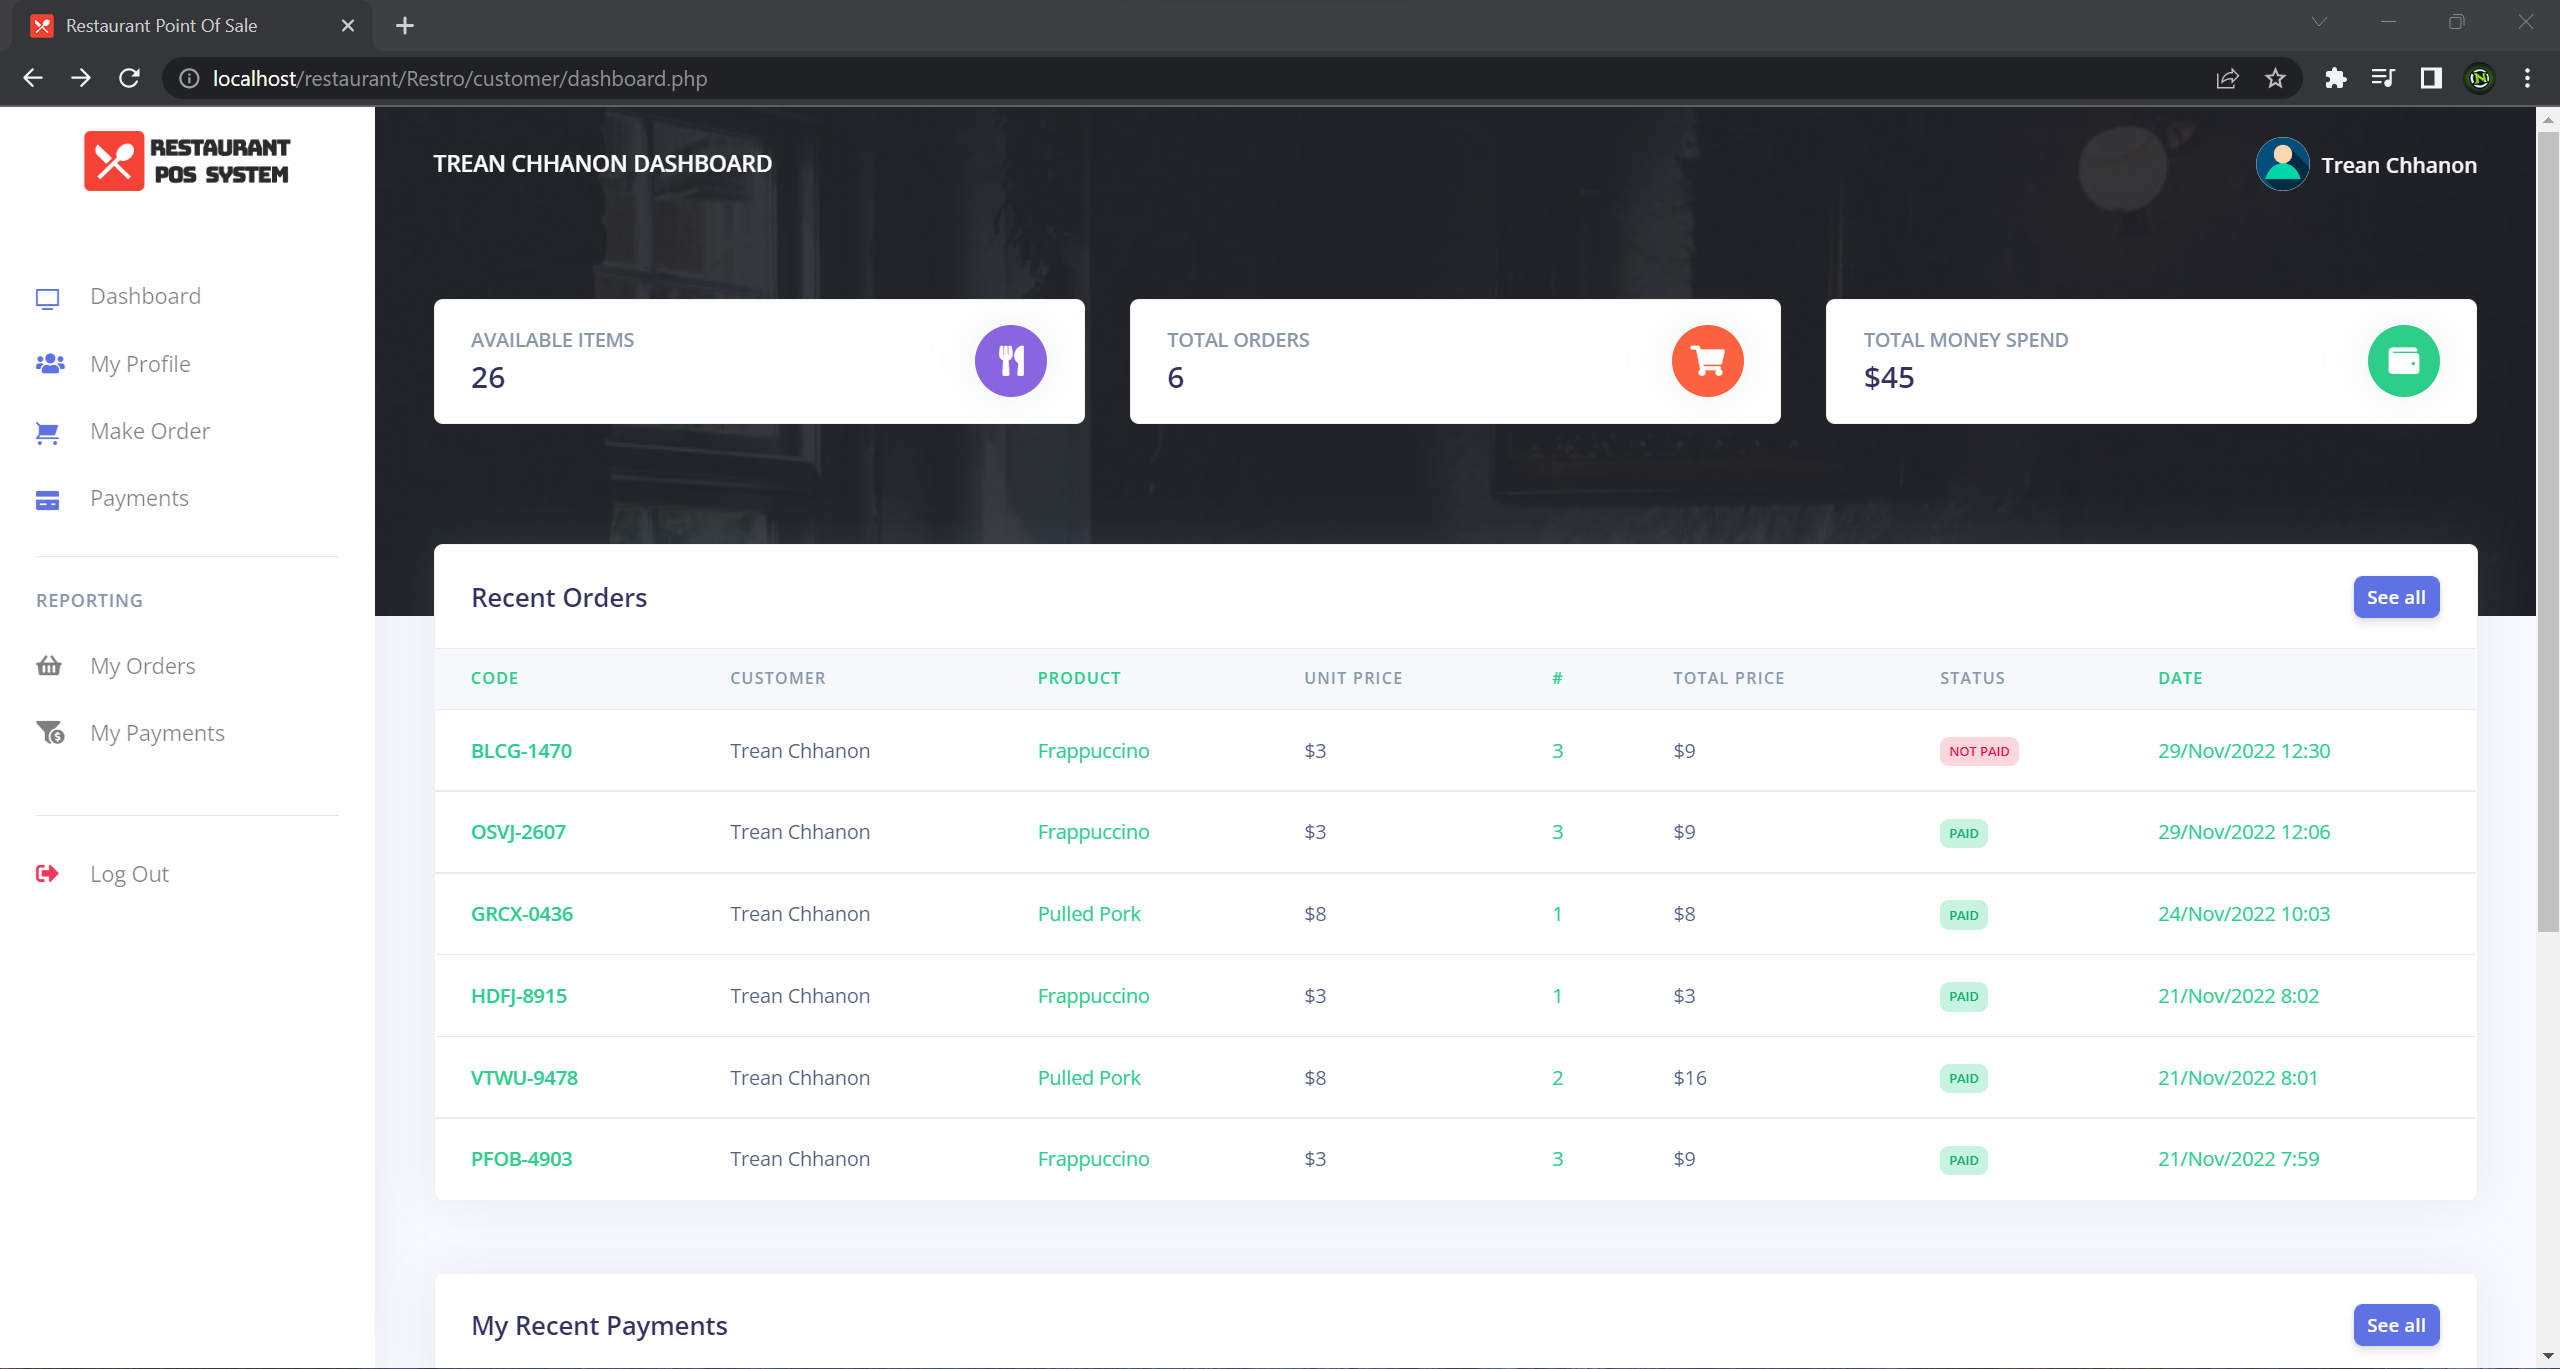 Restaurant Point Of Sale
localhost/restaurant/Restro/customer/dashboard.php
RESTAURANT
POS SYSTEM
TREAN CHHANON DASHBOARD
Trean Chhanon
Dashboard
My Profile
Make Order
Payments
REPORTING
My Orders
My Payments
Log Out
AVAILABLE ITEMS
26
TOTAL ORDERS
6
TOTAL MONEY SPEND
$45
Recent Orders
See all
CODE CUSTOMER PRODUCT UNIT PRICE # TOTAL PRICE STATUS DATE
BLCG-1470 Trean Chhanon Frappuccino $3 3 $9 NOT PAID 29/Nov/2022 12:30
OSVJ-2607 Trean Chhanon Frappuccino $3 3 $9 PAID 29/Nov/2022 12:06
GRCX-0436 Trean Chhanon Pulled Pork $8 1 $8 PAID 24/Nov/2022 10:03
HDFJ-8915 Trean Chhanon Frappuccino $3 1 $3 PAID 21/Nov/2022 8:02
VTWU-9478 Trean Chhanon Pulled Pork $8 2 $16 PAID 21/Nov/2022 8:01
PFOB-4903 Trean Chhanon Frappuccino $3 3 $9 PAID 21/Nov/2022 7:59
My Recent Payments
See all